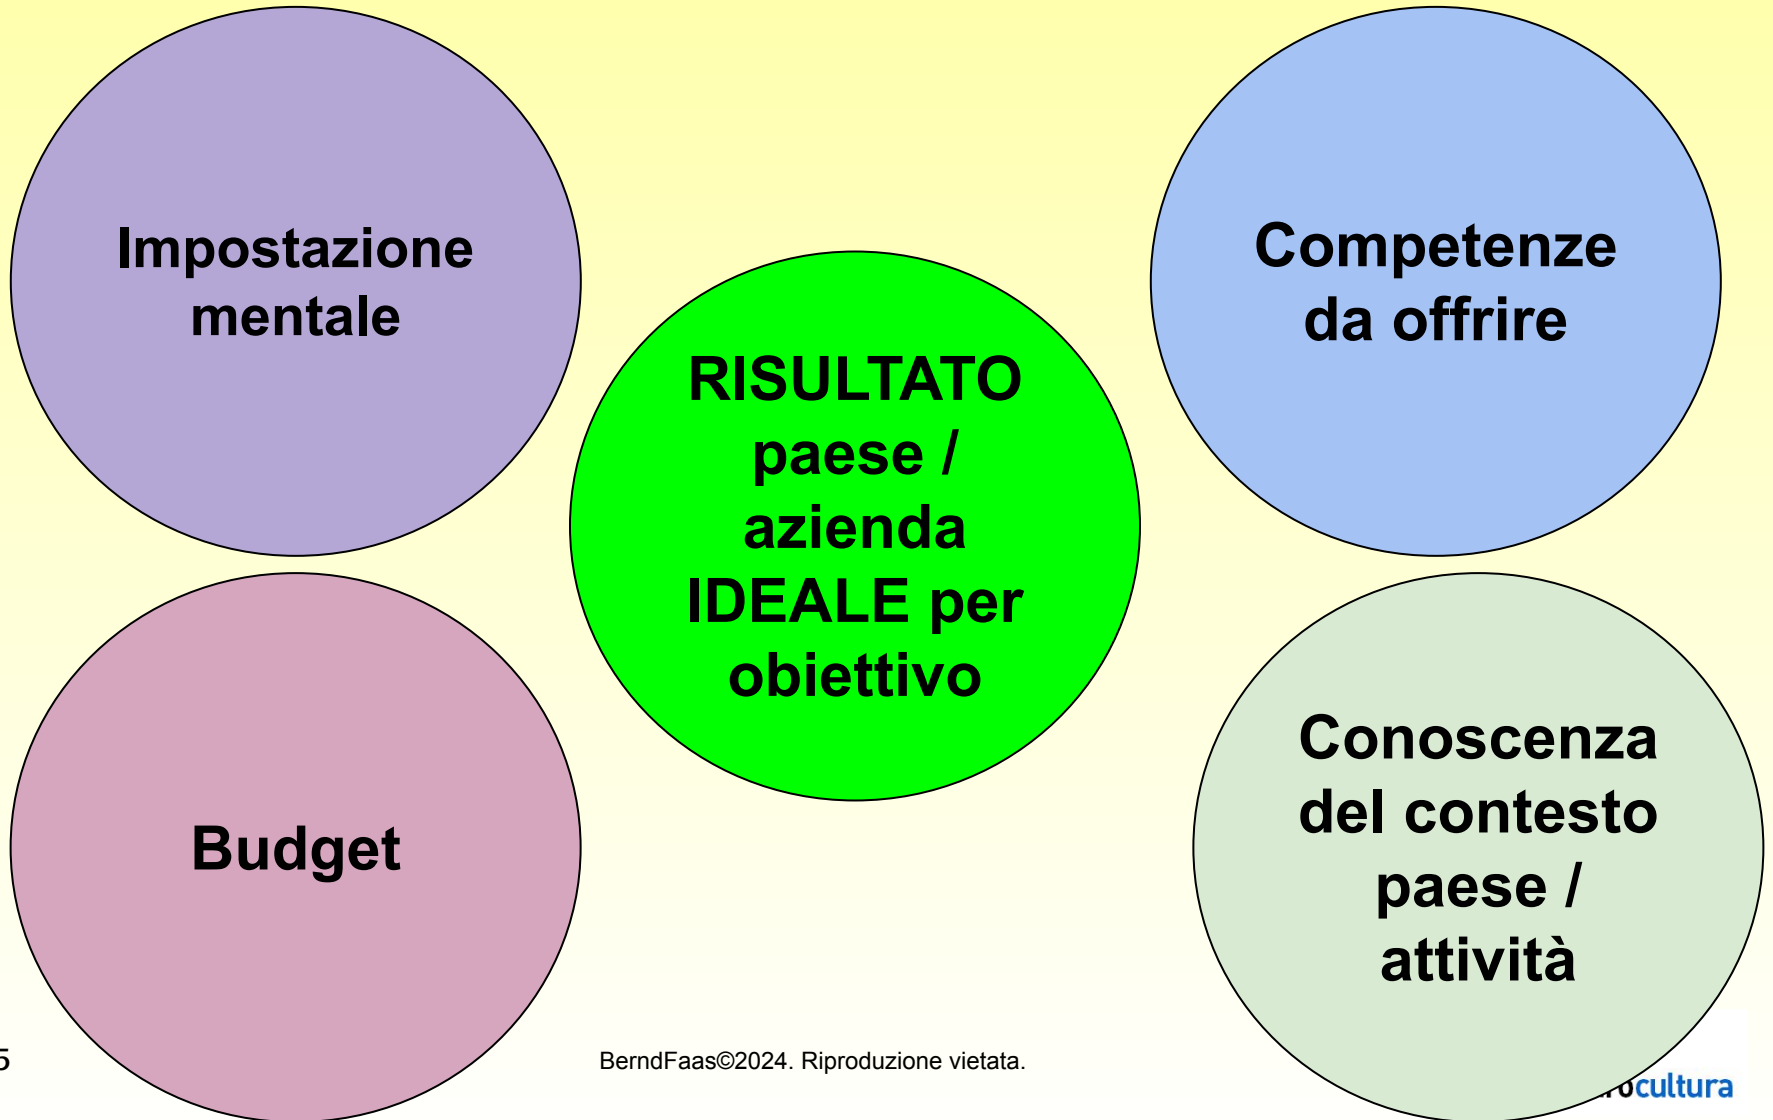 Impostazione
mentale
Competenze
da offrire
RISULTATO
paese /
azienda
IDEALE per
obiettivo
Budget
Conoscenza
del contesto
paese /
attività
5
BerndFaas©2024. Riproduzione vietata.